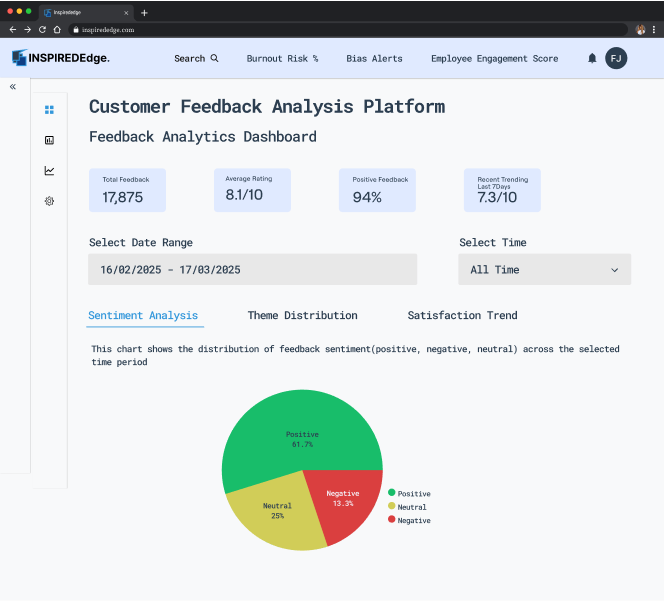 Inspirededge
inspirededge.com
INSPIREDEdge.
Search
Burnout Risk %
Bias Alerts
Employee Engagement Score
FJ
Customer Feedback Analysis Platform
Feedback Analytics Dashboard
Total Feedback
17,875
Average Rating
8.1/10
Positive Feedback
94%
Recent Trending
Last 7Days
7.3/10
Select Date Range
Select Time
16/02/2025 - 17/03/2025
All Time
Sentiment Analysis
Theme Distribution
Satisfaction Trend
This chart shows the distribution of feedback sentiment(positive, negative, neutral) across the selected
time period
Positive
61.7%
Negative
13.3%
Neutral
25%
Positive
Neutral
Negative